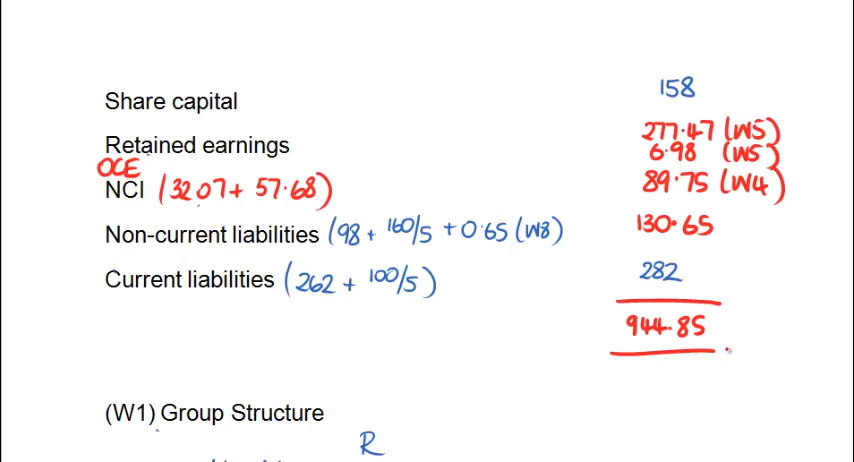 Share capital 158
Retained earnings 277.47 (W5)
OCE 6.98 (W5)
NCI (32.07 + 57.68) 89.75 (W4)
Non-current liabilities (98 + 160/5 + 0.65 (W8) 130.65
Current liabilities (262 + 100/5) 282
944.85
(W1) Group Structure
R